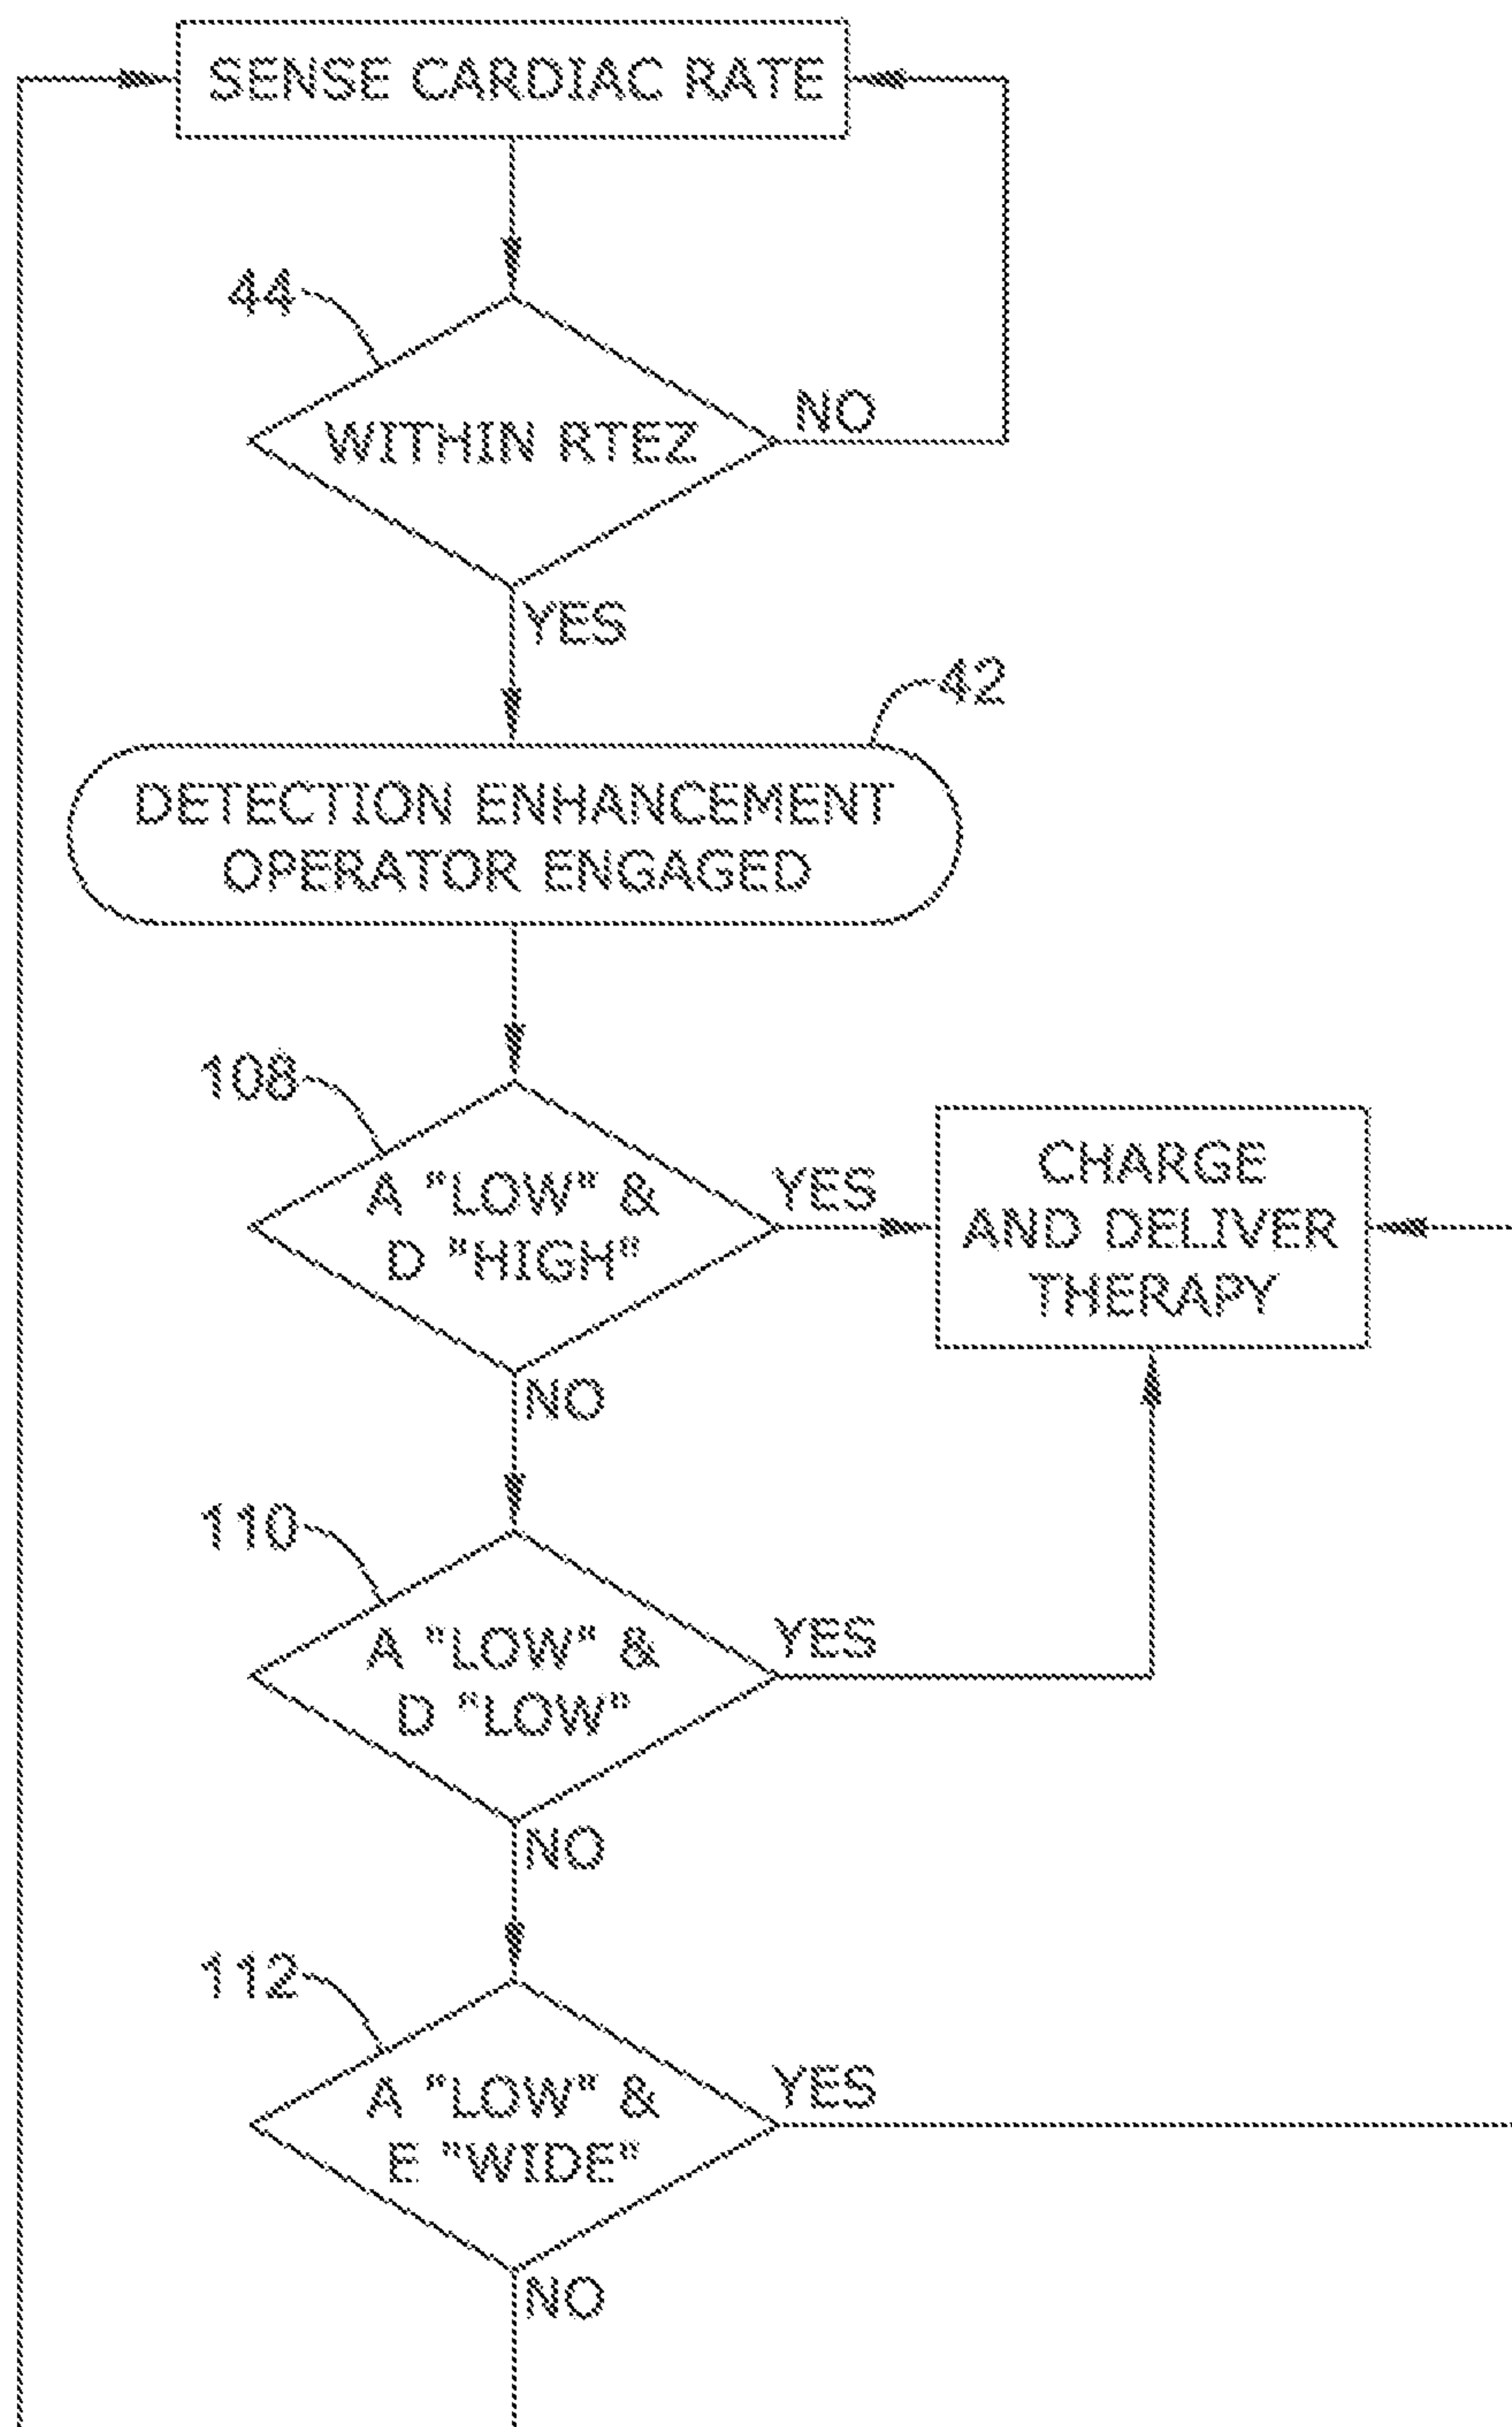 SENSE CARDIAC RATE
44
WITHIN RTEZ
NO
YES
42
DETECTION ENHANCEMENT
OPERATOR ENGAGED
108
A "LOW" &
D "HIGH"
YES
CHARGE
AND DELIVER
THERAPY
NO
110
A "LOW" &
D "LOW"
YES
NO
112
A "LOW" &
E "WIDE"
YES
NO